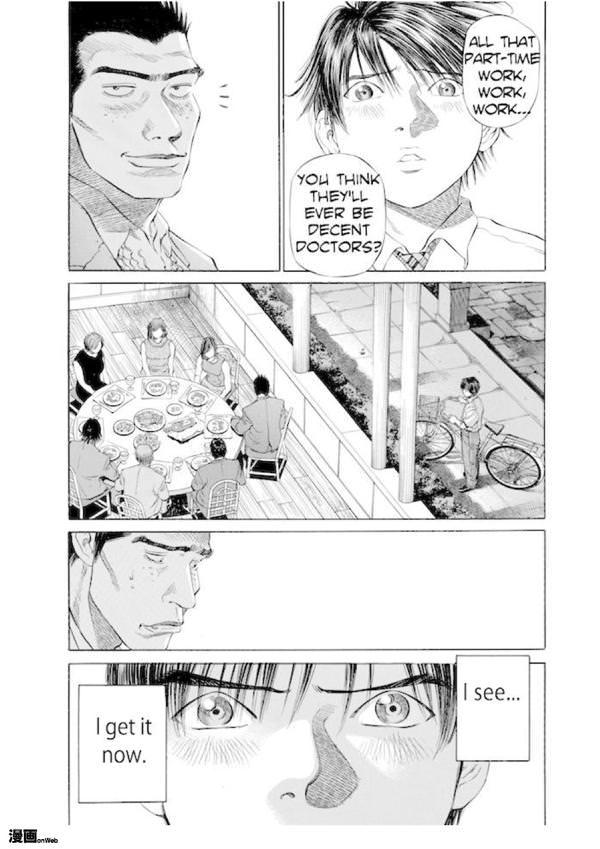 ALL THAT
PART-TIME
WORK,
WORK,
WORK...
YOU THINK
THEY'LL
EVER BE
DECENT
DOCTORS?
I see...
I get it
now.
漫画onWeb